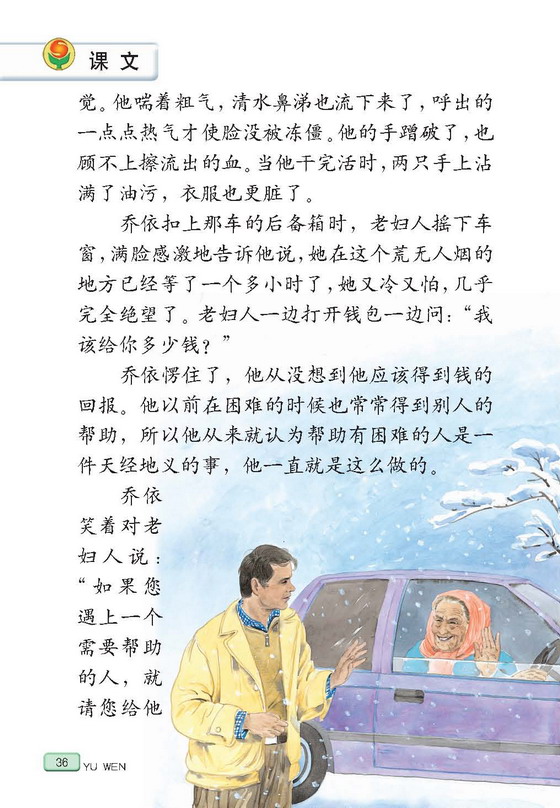 课文
觉。他喘着粗气，清水鼻涕也流下来了，呼出的
一点点热气才使脸没被冻僵。他的手蹭破了，也
顾不上擦流出的血。当他干完活时，两只手上沾
满了油污，衣服也更脏了。
乔依扣上那车的后备箱时，老妇人摇下车
窗，满脸感激地告诉他说，她在这个荒无人烟的
地方已经等了一个多小时了，她又冷又怕，几乎
完全绝望了。老妇人一边打开钱包一边问：“我
该给你多少钱？”
乔依愣住了，他从没想到他应该得到钱的
回报。他以前在困难的时候也常常得到别人的
帮助，所以他从来就认为帮助有困难的人是一
件天经地义的事，他一直就是这么做的。
乔依
笑着对老
妇人说：
“如果您
遇上一个
需要帮助
的人，就
请您给他
36
YU WEN